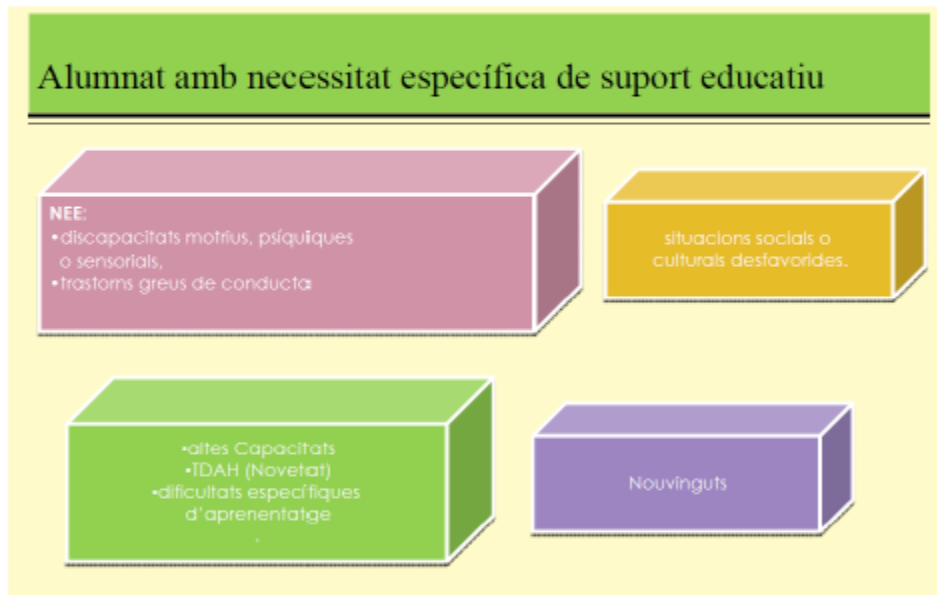 Alumnat amb necessitat específica de suport educatiu
NEE:
•discapacitats motrius, psíquiques
o sensorials,
•trastorns greus de conducta
situacions socials o
culturals desfavorides.
•altes Capacitats
•TDAH (Novetat)
•dificultats específiques
d'aprenentatge
.
Nouvinguts